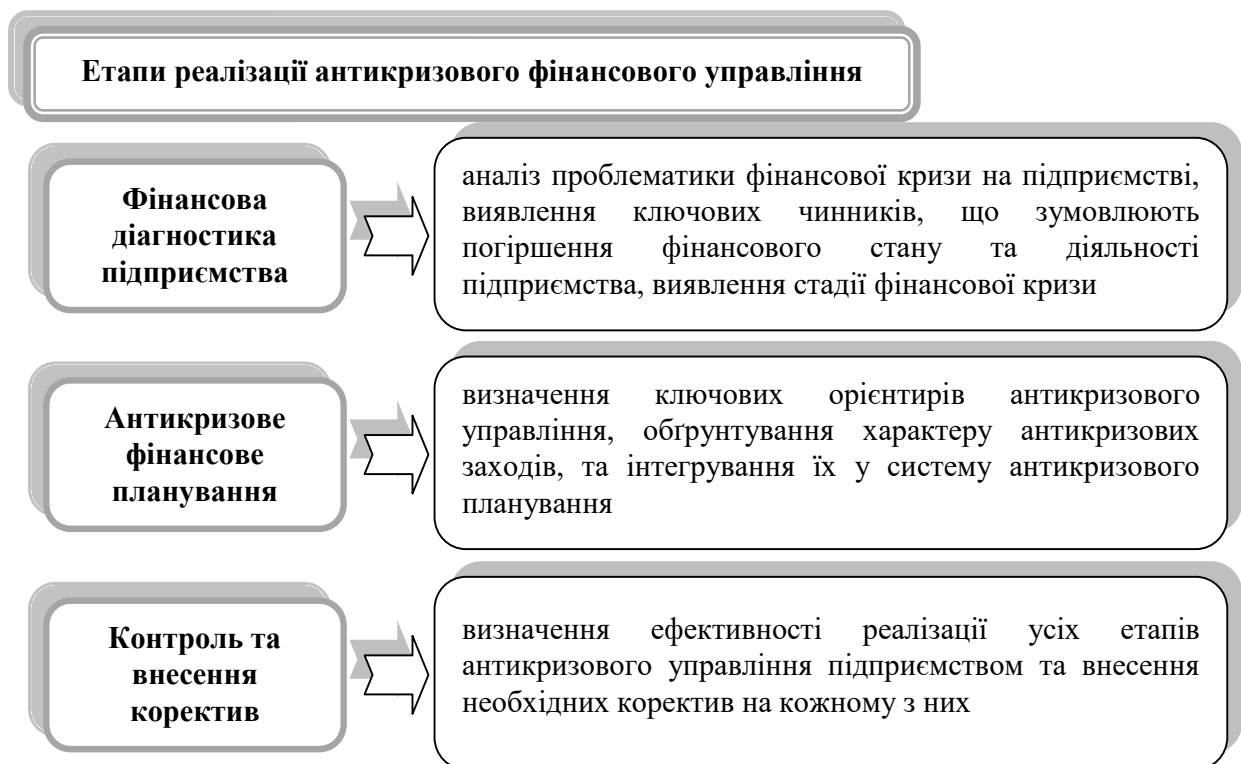 Етапи реалізації антикризового фінансового управління
Фінансова
діагностика
підприємства
аналіз проблематики фінансової кризи на підприємстві,
виявлення ключових чинників, що зумовлюють
погіршення фінансового стану та діяльності
підприємства, виявлення стадії фінансової кризи
Антикризове
фінансове
планування
визначення ключових орієнтирів антикризового
управління, обґрунтування характеру антикризових
заходів, та інтегрування їх у систему антикризового
планування
Контроль та
внесення
коректив
визначення ефективності реалізації усіх етапів
антикризового управління підприємством та внесення
необхідних коректив на кожному з них